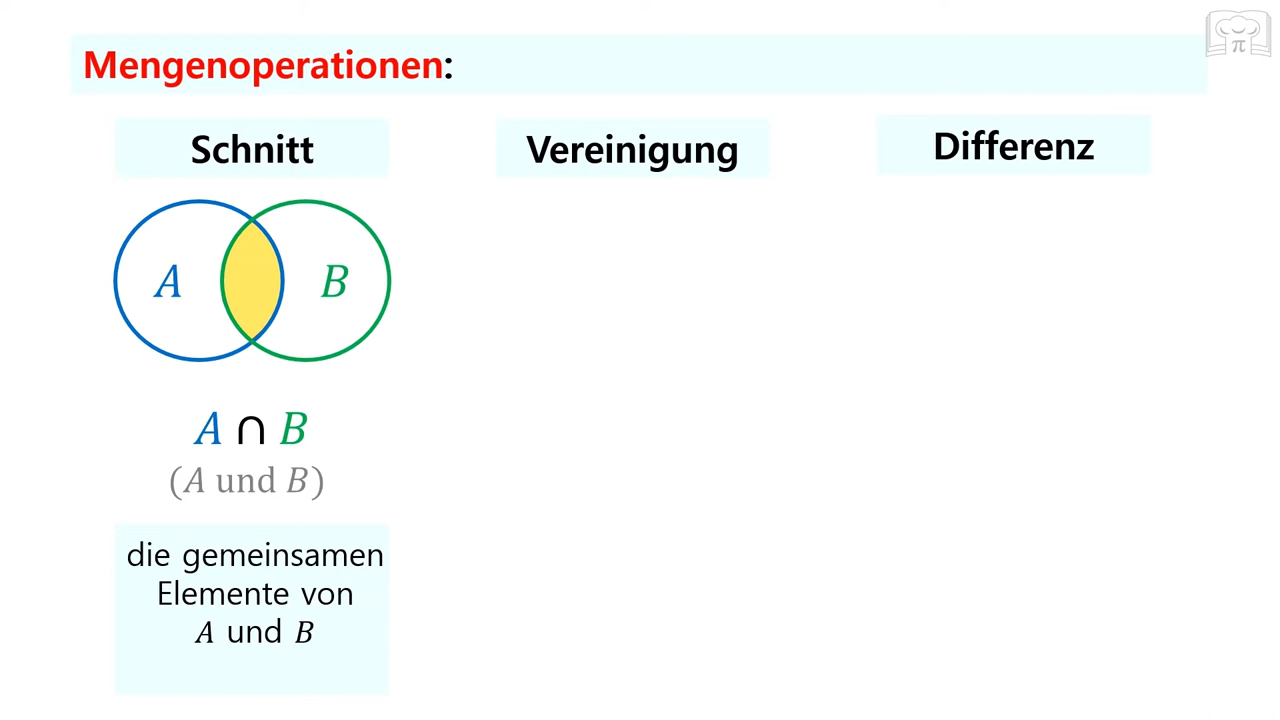 Mengenoperationen:
Schnitt
Vereinigung
Differenz
A
B
A ∩ B
(A und B)
die gemeinsamen
Elemente von
A und B
π